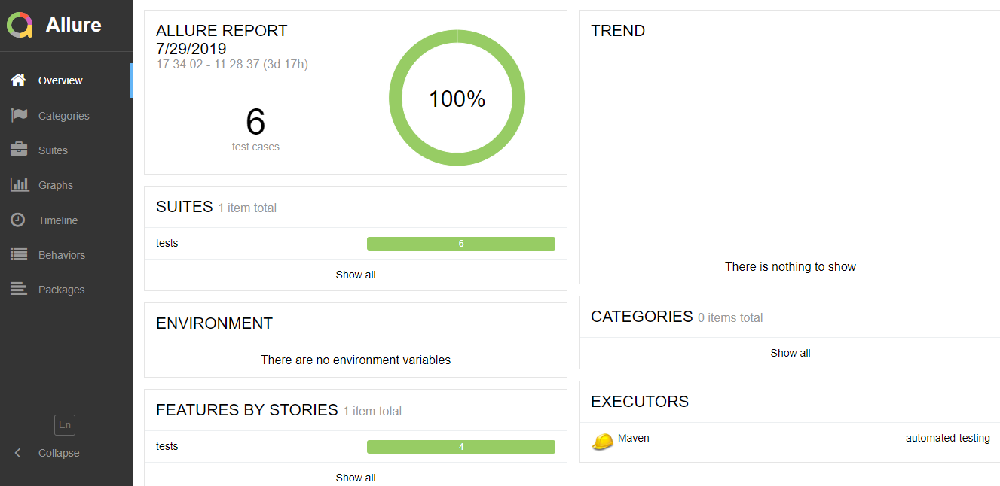 Allure
Overview
Categories
Suites
Graphs
Timeline
Behaviors
Packages
En
Collapse
ALLURE REPORT
7/29/2019
17:34:02 - 11:28:37 (3d 17h)
6
test cases
100%
SUITES 1 item total
tests 6
Show all
ENVIRONMENT
There are no environment variables
FEATURES BY STORIES 1 item total
tests 4
Show all
TREND
There is nothing to show
CATEGORIES 0 items total
Show all
EXECUTORS
Maven automated-testing